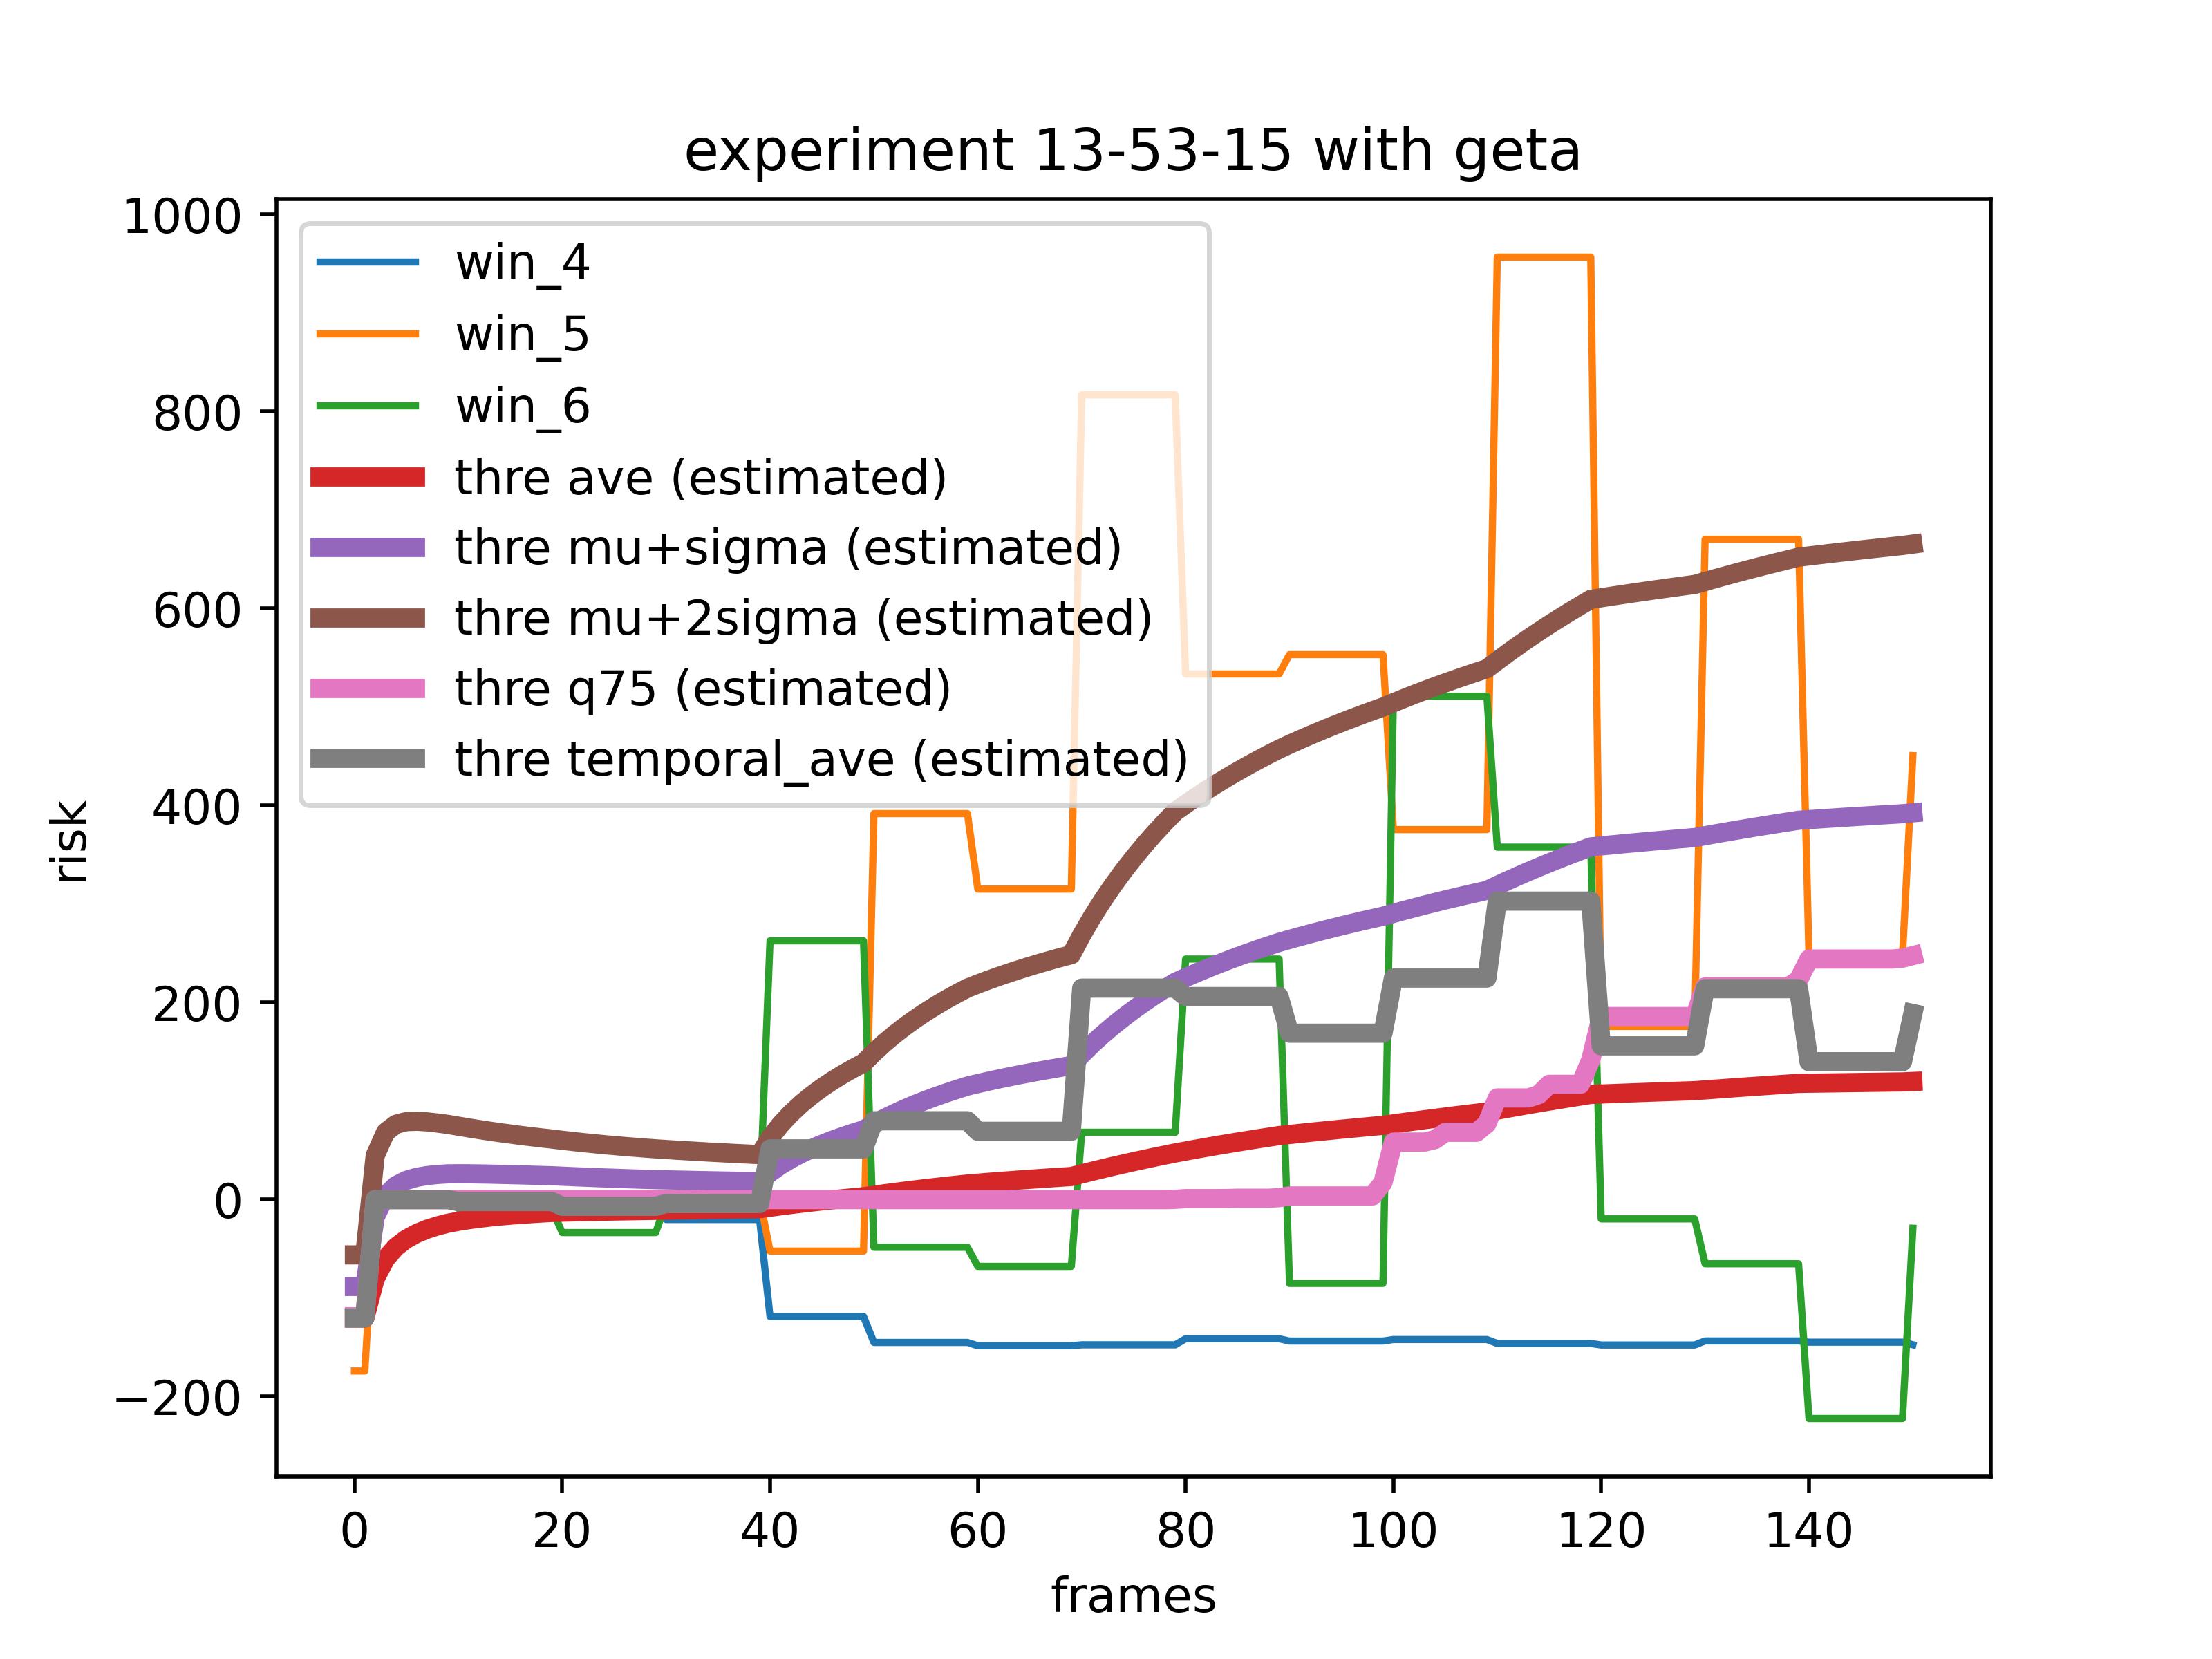 experiment 13-53-15 with geta
1000
800
600
400
200
0
−200
risk
win_4
win_5
win_6
thre ave (estimated)
thre mu+sigma (estimated)
thre mu+2sigma (estimated)
thre q75 (estimated)
thre temporal_ave (estimated)
0 20 40 60 80 100 120 140
frames